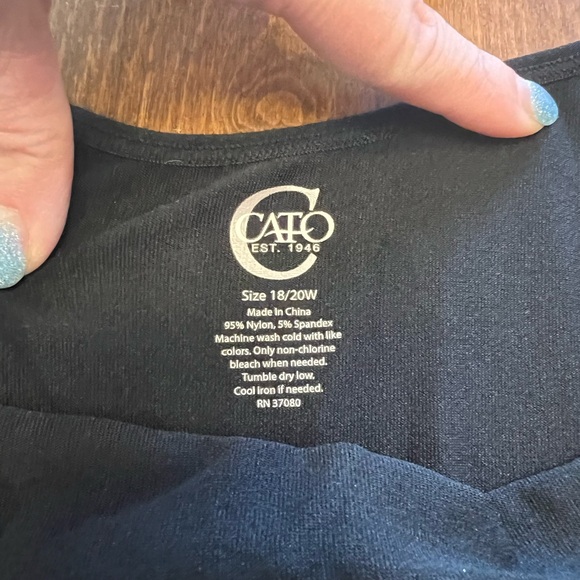 C
CATO
EST. 1946
Size 18/20W
Made in China
95% Nylon, 5% Spandex
Machine wash cold with like
colors. Only non-chlorine
bleach when needed.
Tumble dry low.
Cool iron if needed.
RN 37080